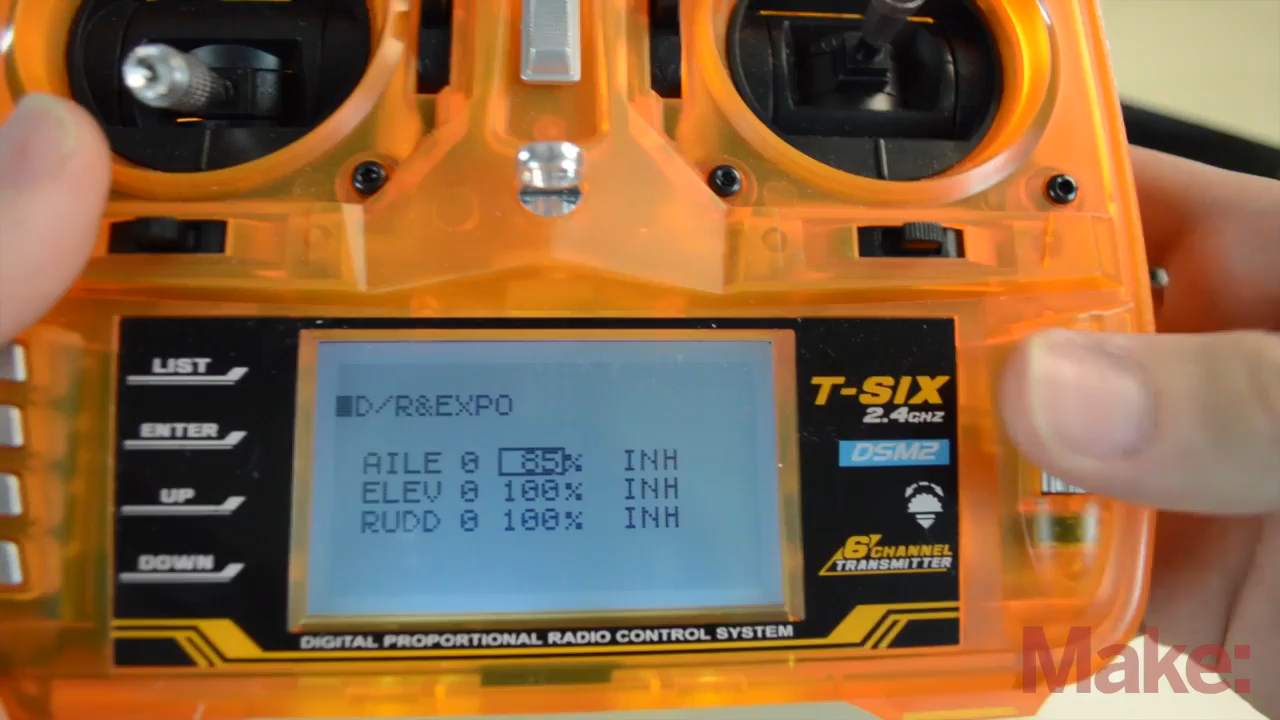 LIST
ENTER
UP
DOWN
■D/R&EXPO
AILE 0 85% INH
ELEV 0 100% INH
RUDD 0 100% INH
T-SIX
2.4GHZ
DSM2
6 CHANNEL
TRANSMITTER
DIGITAL PROPORTIONAL RADIO CONTROL SYSTEM
Make: